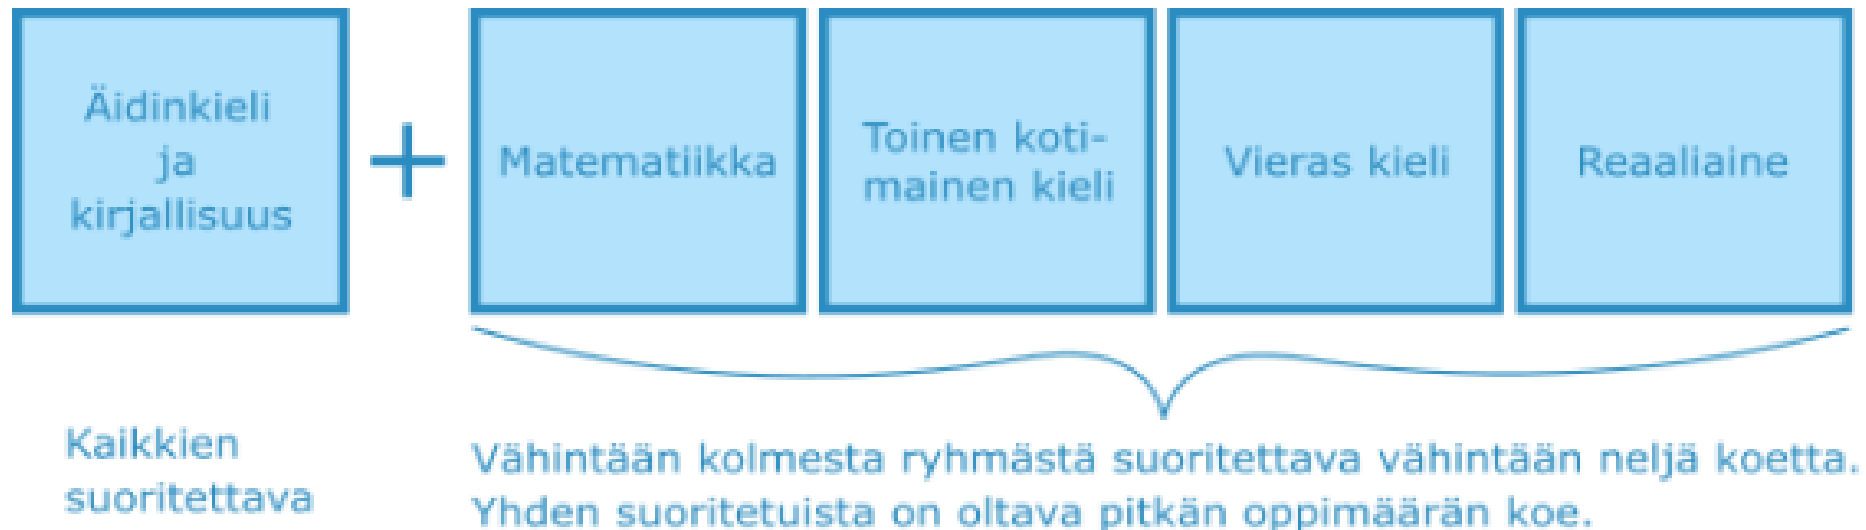 Äidinkieli
ja
kirjallisuus
+
Matematiikka
Toinen koti-
mainen kieli
Vieras kieli
Reaaliaine
Kaikkien
suoritettava
Vähintään kolmesta ryhmästä suoritettava vähintään neljä koetta.
Yhden suoritetuista on oltava pitkän oppimäärän koe.